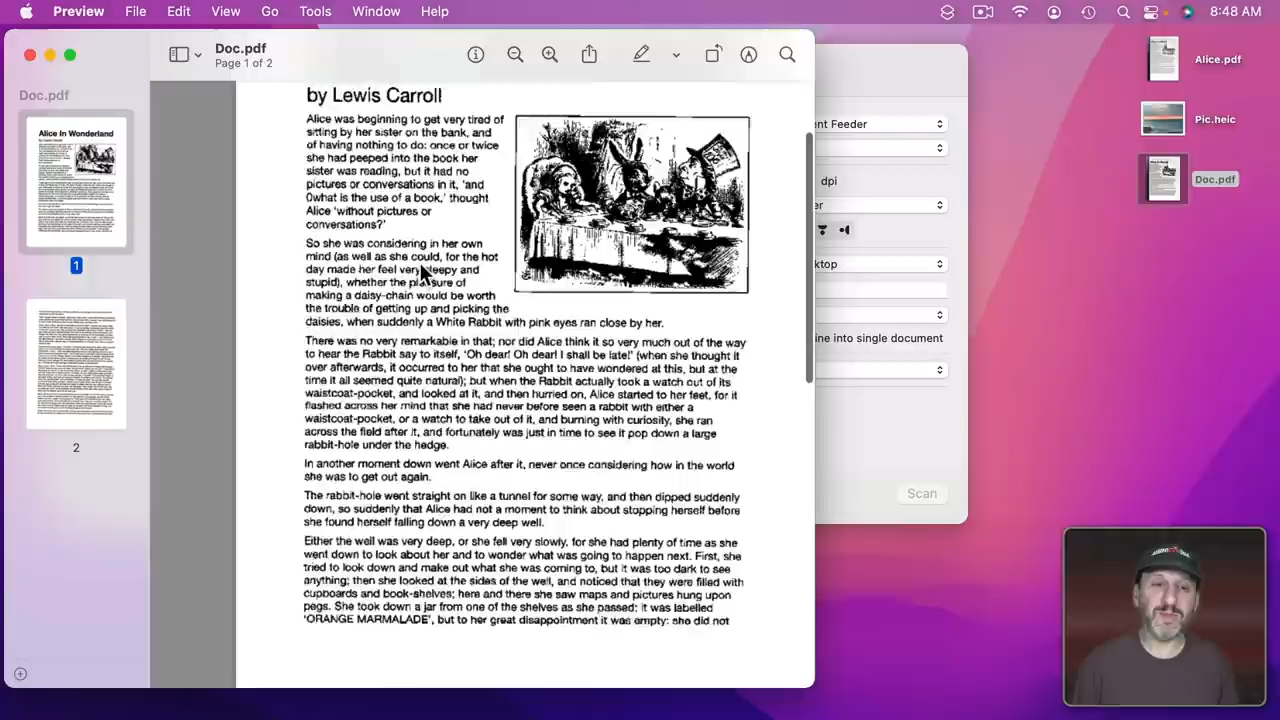 Preview File Edit View Go Tools Window Help 8:48 AM
Doc.pdf
Page 1 of 2
Doc.pdf
Alice In Wonderland
1
2
by Lewis Carroll
Alice was beginning to get very tired of
sitting by her sister on the bank, and
of having nothing to do: once or twice
she had peeped into the book her
sister was reading, but it had no
pictures or conversations in it, 'and
what is the use of a book,' thought
Alice 'without pictures or
conversations?'
So she was considering in her own
mind (as well as she could, for the hot
day made her feel very sleepy and
stupid), whether the pleasure of
making a daisy-chain would be worth
the trouble of getting up and picking the
daisies, when suddenly a White Rabbit with pink eyes ran close by her.
There was no very remarkable in that; nor did Alice think it so very much out of the way
to hear the Rabbit say to itself, 'Oh dear! Oh dear! I shall be late!' (when she thought it
over afterwards, it occurred to her that she ought to have wondered at this, but at the
time it all seemed quite natural); but when the Rabbit actually took a watch out of its
waistcoat-pocket, and looked at it, and then hurried on, Alice started to her feet, for it
flashed across her mind that she had never before seen a rabbit with either a
waistcoat-pocket, or a watch to take out of it, and burning with curiosity, she ran
across the field after it, and fortunately was just in time to see it pop down a large
rabbit-hole under the hedge.
In another moment down went Alice after it, never once considering how in the world
she was to get out again.
The rabbit-hole went straight on like a tunnel for some way, and then dipped suddenly
down, so suddenly that Alice had not a moment to think about stopping herself before
she found herself falling down a very deep well.
Either the well was very deep, or she fell very slowly, for she had plenty of time as she
went down to look about her and to wonder what was going to happen next. First, she
tried to look down and make out what she was coming to, but it was too dark to see
anything; then she looked at the sides of the well, and noticed that they were filled with
cupboards and book-shelves; here and there she saw maps and pictures hung upon
pegs. She took down a jar from one of the shelves as she passed; it was labelled
'ORANGE MARMALADE', but to her great disappointment it was empty: she did not
ent Feeder
dpi
er
ktop
ine into single document
Scan
Alice.pdf
Pic.heic
Doc.pdf